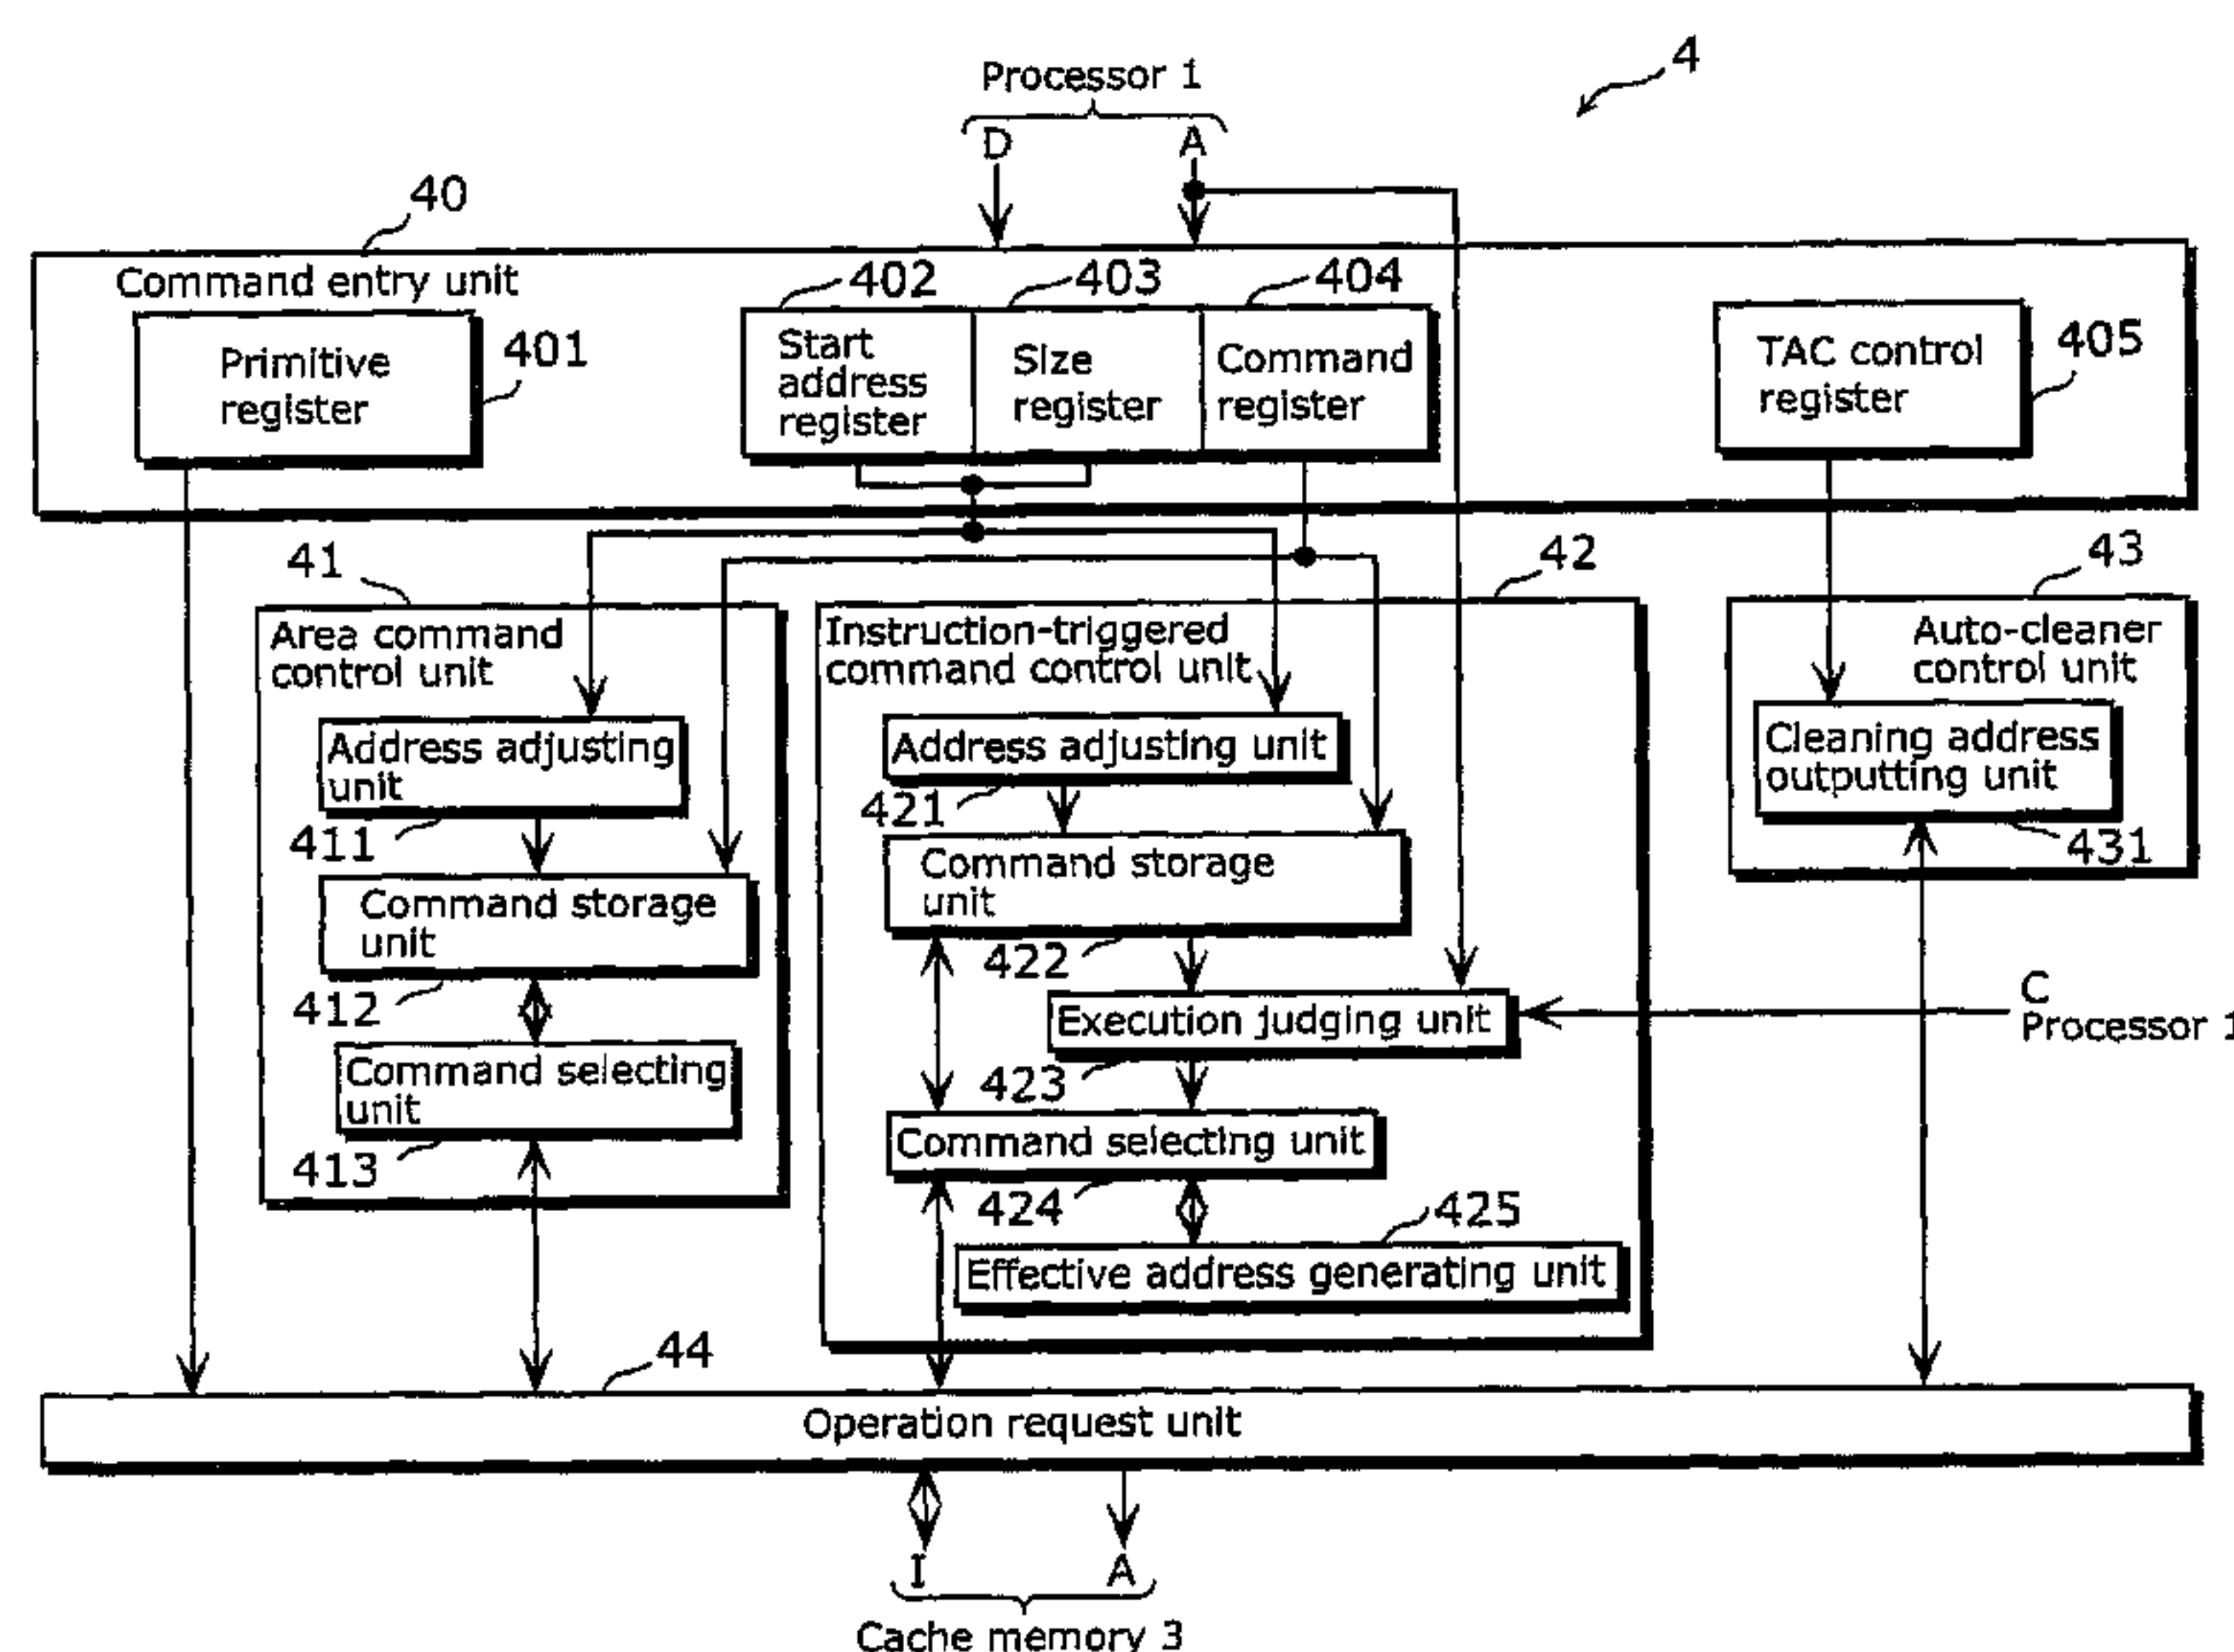 4
Processor 1
D
A
40
Command entry unit
402
403
404
Primitive
register
401
Start
address
register
Size
register
Command
register
TAC control
register
405
41
42
43
Area command
control unit
Instruction-triggered
command control unit
Auto-cleaner
control unit
Address adjusting
unit
411
Command storage
unit
412
Command selecting
unit
413
Address adjusting unit
421
Command storage
unit
422
Execution judging unit
423
Command selecting unit
424
425
Effective address generating unit
Cleaning address
outputting unit
431
C
Processor 1
44
Operation request unit
I
A
Cache memory 3